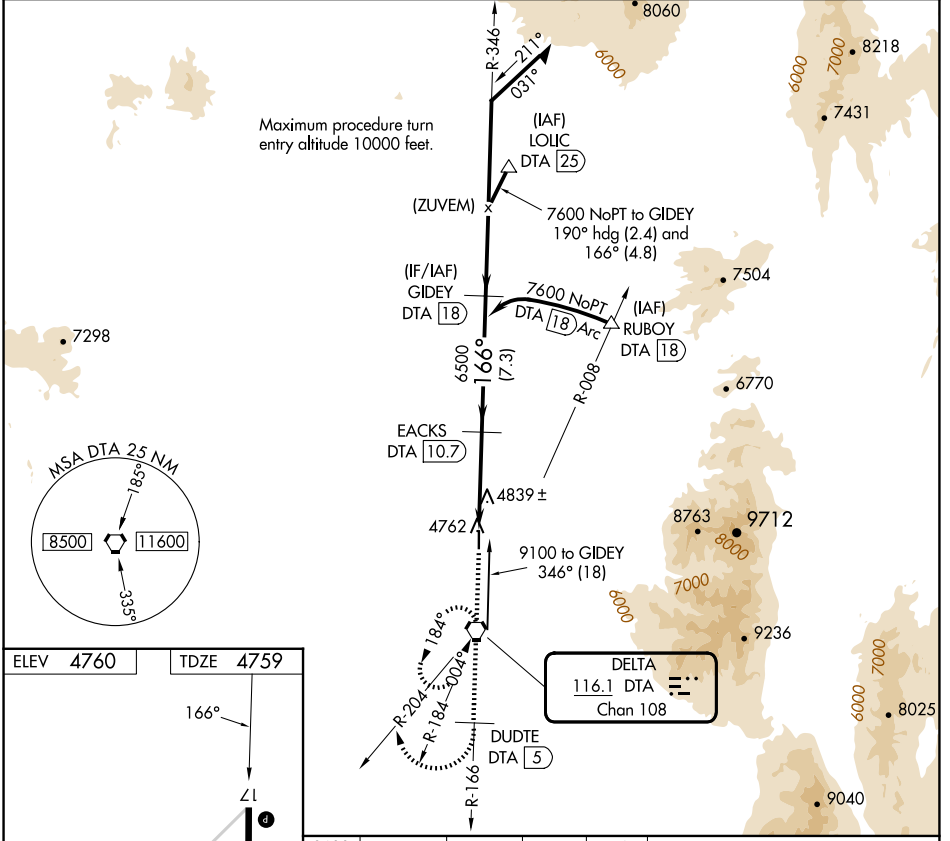 8060
R-346
211°
031°
6000
7000
8218
6000
7431
Maximum procedure turn
entry altitude 10000 feet.
(IAF)
LOLIC
DTA 25
(ZUVEM) x
7600 NoPT to GIDEY
190° hdg (2.4) and
166° (4.8)
(IF/IAF)
GIDEY
DTA 18
7600 NoPT
DTA 18 Arc
(IAF)
RUBOY
DTA 18
7504
7298
6500
166°
(7.3)
R-008
6770
EACKS
DTA 10.7
MSA DTA 25 NM
185°
8500
11600
335°
4839 ±
4762
8763
9712
8000
7000
6000
9100 to GIDEY
346° (18)
184°
004°
R-204
R-184
9236
DELTA
116.1 DTA
Chan 108
7000
6000
8025
DUDTE
DTA 5
R-166
9040
ELEV 4760
TDZE 4759
166°
17
P